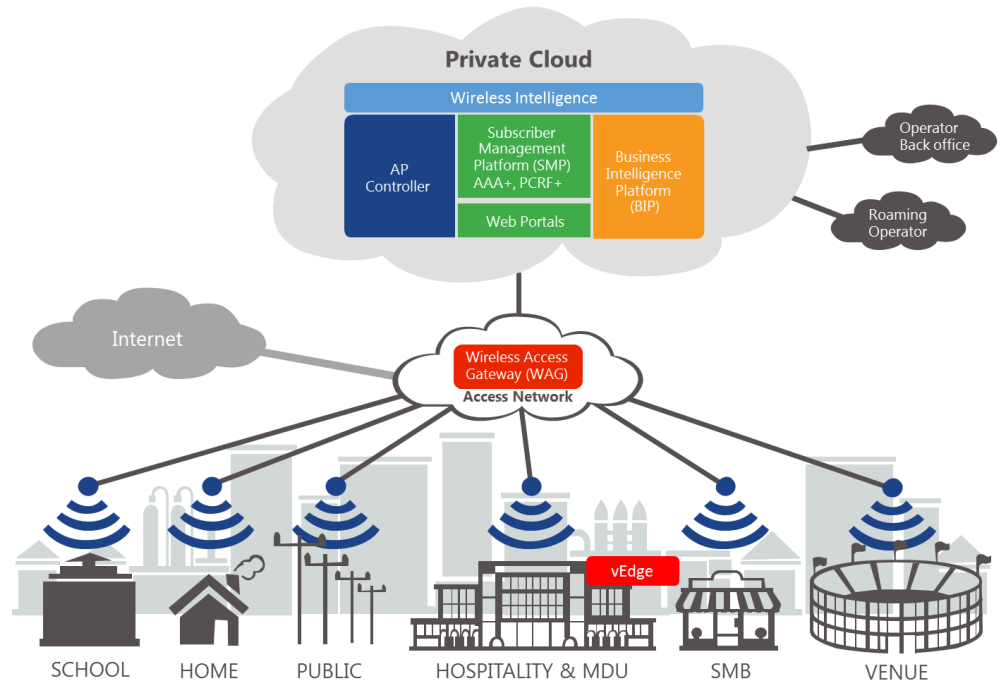 Private Cloud
Wireless Intelligence
AP
Controller
Subscriber
Management
Platform (SMP)
AAA+, PCRF+
Web Portals
Business
Intelligence
Platform
(BIP)
Operator
Back office
Roaming
Operator
Internet
Wireless Access
Gateway (WAG)
Access Network
vEdge
SCHOOL
HOME
PUBLIC
HOSPITALITY & MDU
SMB
VENUE